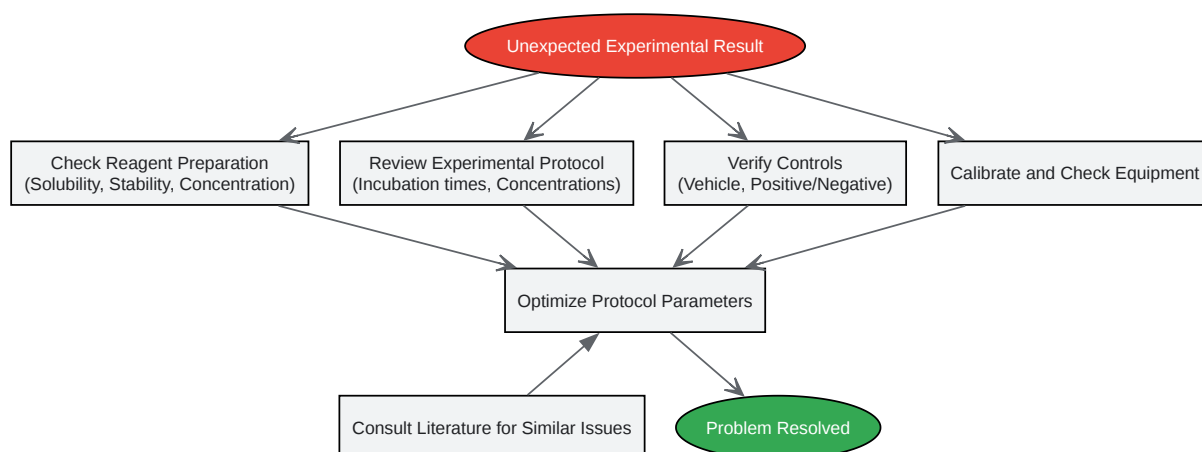 Unexpected Experimental Result
Check Reagent Preparation
(Solubility, Stability, Concentration)
Review Experimental Protocol
(Incubation times, Concentrations)
Verify Controls
(Vehicle, Positive/Negative)
Calibrate and Check Equipment
Optimize Protocol Parameters
Consult Literature for Similar Issues
Problem Resolved